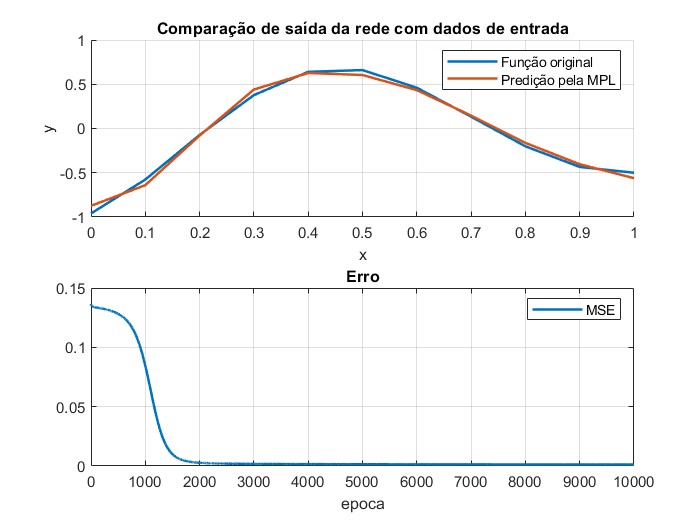 Comparação de saída da rede com dados de entrada
1
0.5
0
-0.5
-1
y
Função original
Predição pela MPL
0 0.1 0.2 0.3 0.4 0.5 0.6 0.7 0.8 0.9 1
x
Erro
0.15
0.1
0.05
0
MSE
0 1000 2000 3000 4000 5000 6000 7000 8000 9000 10000
epoca